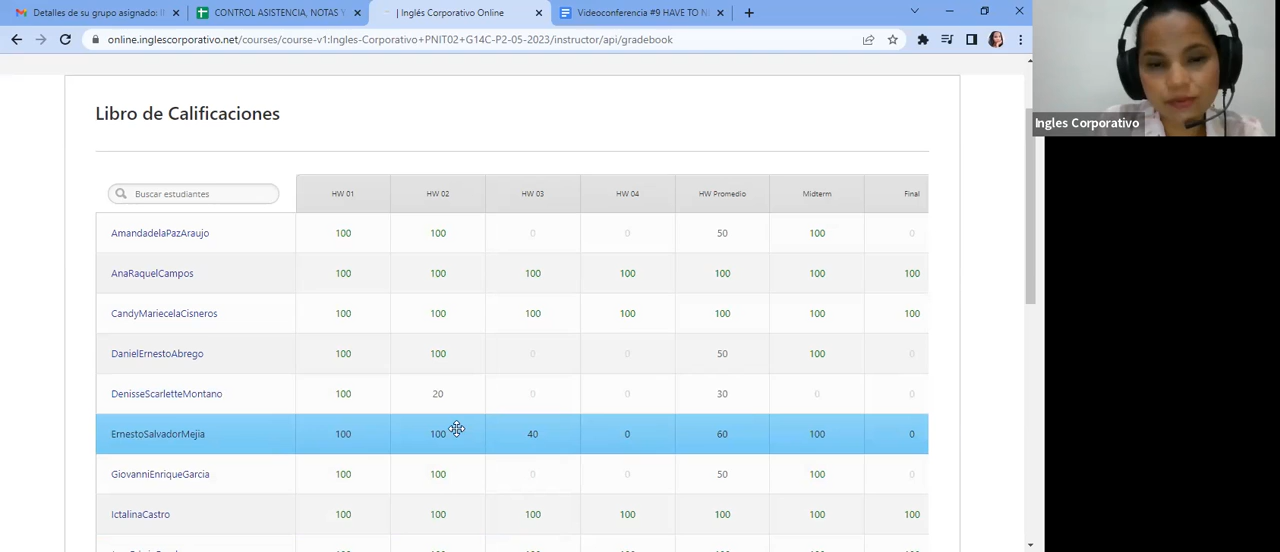 Detalles de su grupo asignado: II
CONTROL ASISTENCIA, NOTAS Y
| Inglés Corporativo Online
Videoconferencia #9 HAVE TO N
online.inglescorporativo.net/courses/course-v1:Ingles-Corporativo+PNIT02+G14C-P2-05-2023/instructor/api/gradebook
Ingles Corporativo
Libro de Calificaciones
Buscar estudiantes HW 01 HW 02 HW 03 HW 04 HW Promedio Midterm Final
AmandadelaPazAraujo 100 100 0 0 50 100 0
AnaRaquelCampos 100 100 100 100 100 100 100
CandyMariecelaCisneros 100 100 100 100 100 100 100
DanielErnestoAbrego 100 100 0 0 50 100 0
DenisseScarletteMontano 100 20 0 0 30 0 0
ErnestoSalvadorMejia 100 100 40 0 60 100 0
GiovanniEnriqueGarcia 100 100 0 0 50 100 0
IctalinaCastro 100 100 100 100 100 100 100